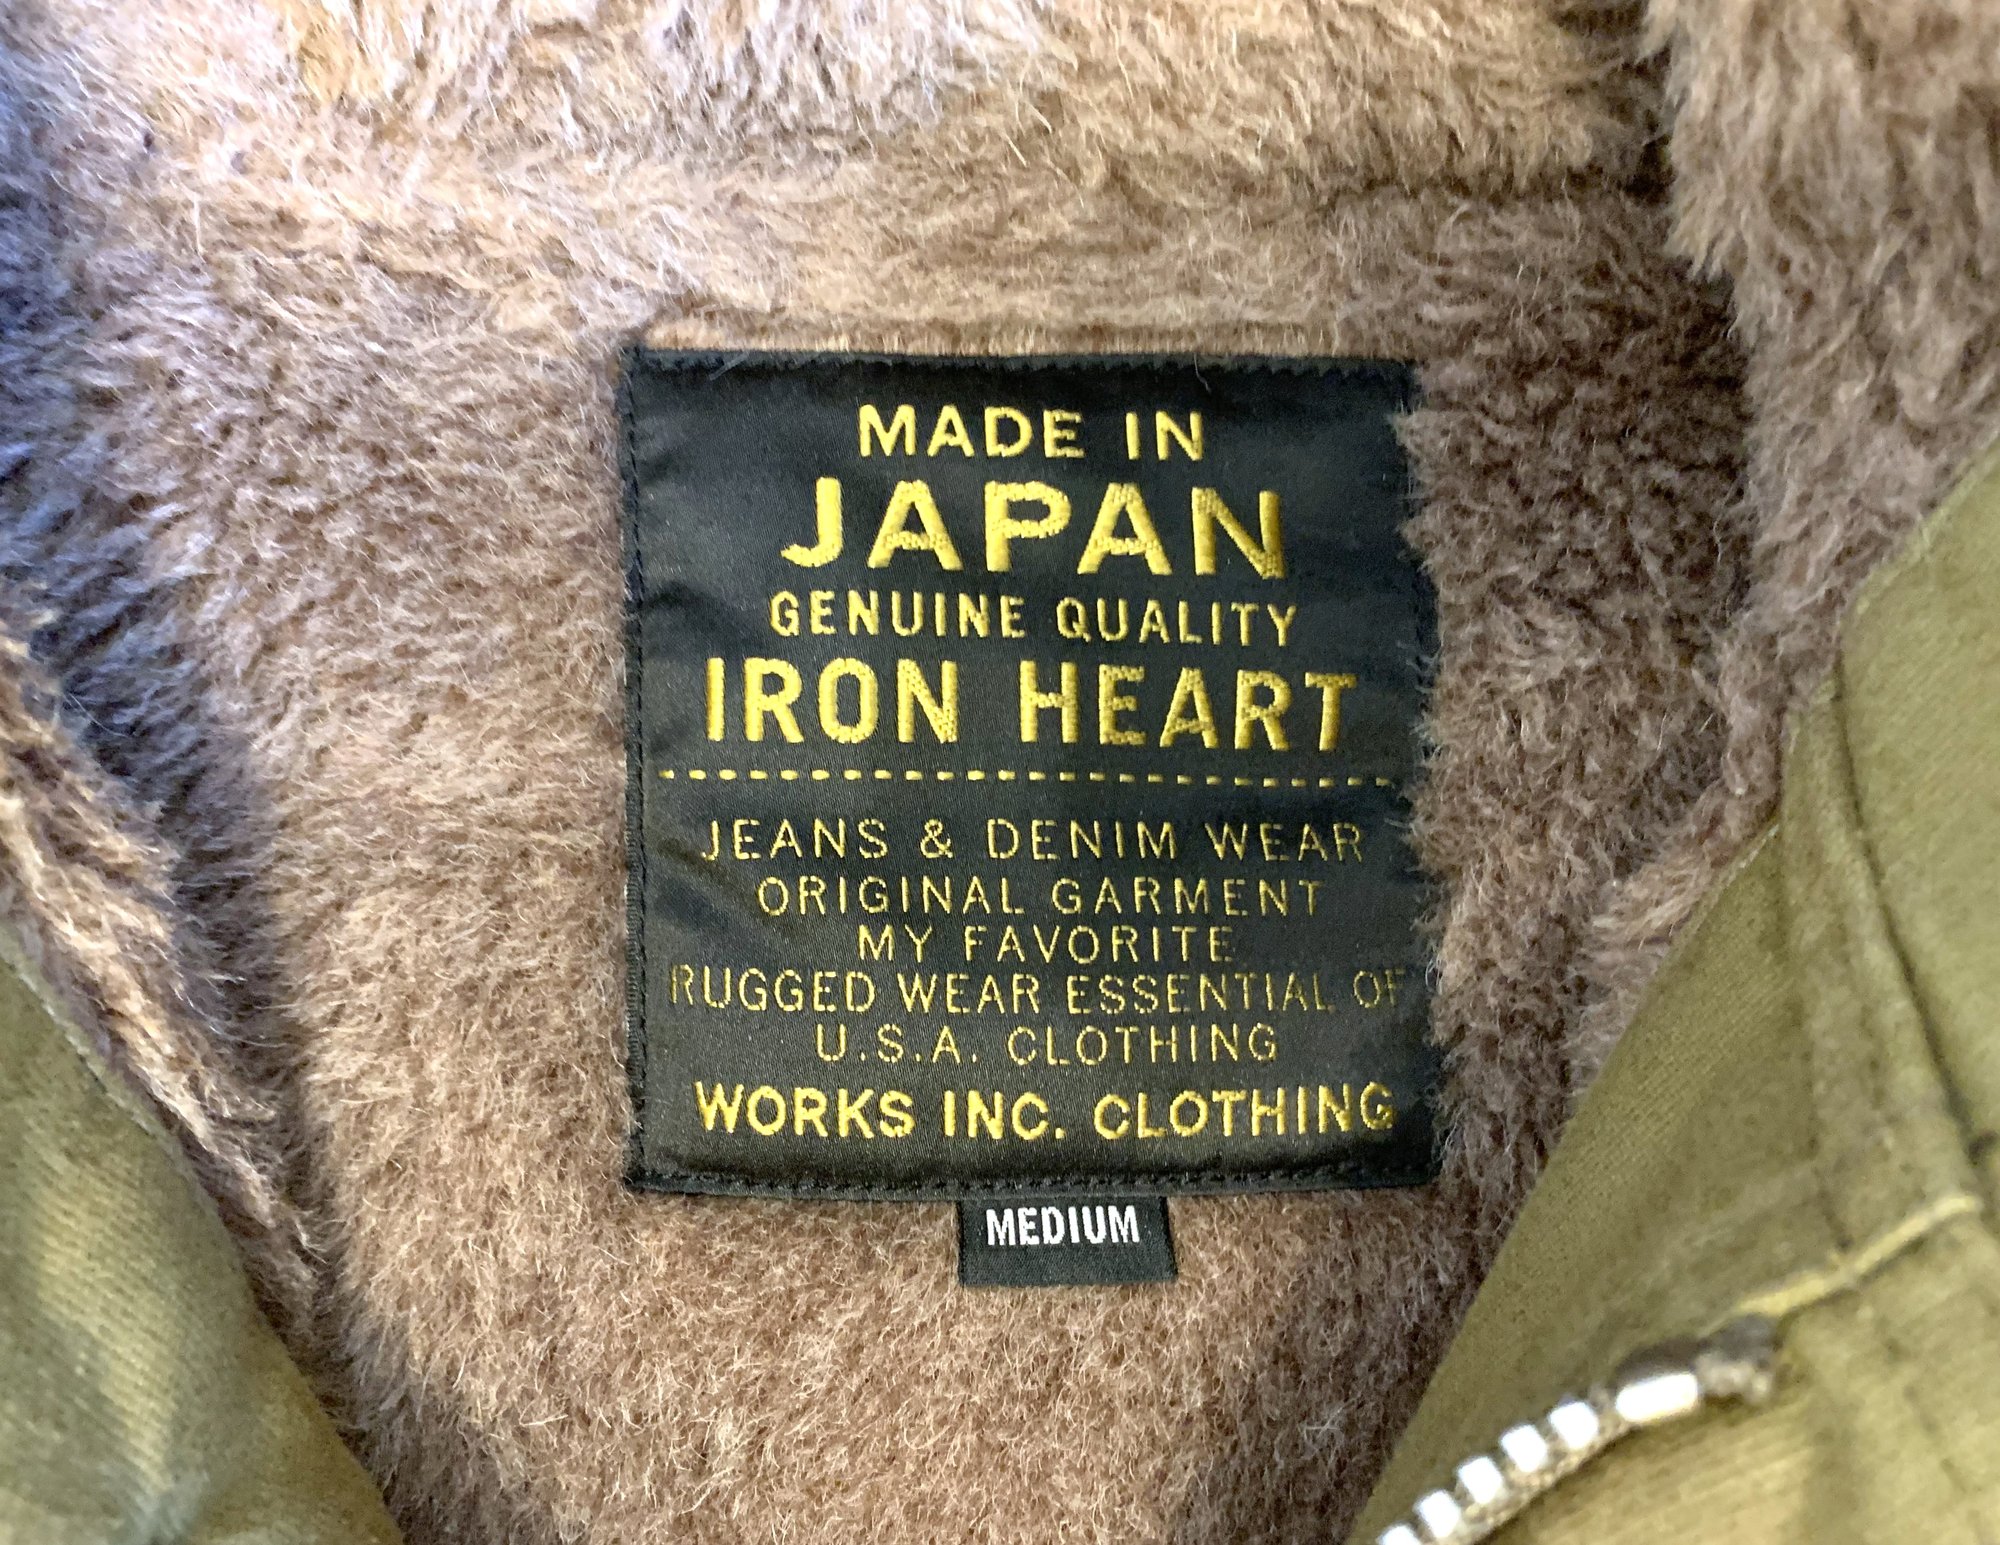 MADE IN
JAPAN
GENUINE QUALITY
IRON HEART
JEANS & DENIM WEAR
ORIGINAL GARMENT
MY FAVORITE
RUGGED WEAR ESSENTIAL OF
U.S.A. CLOTHING
WORKS INC. CLOTHING
MEDIUM